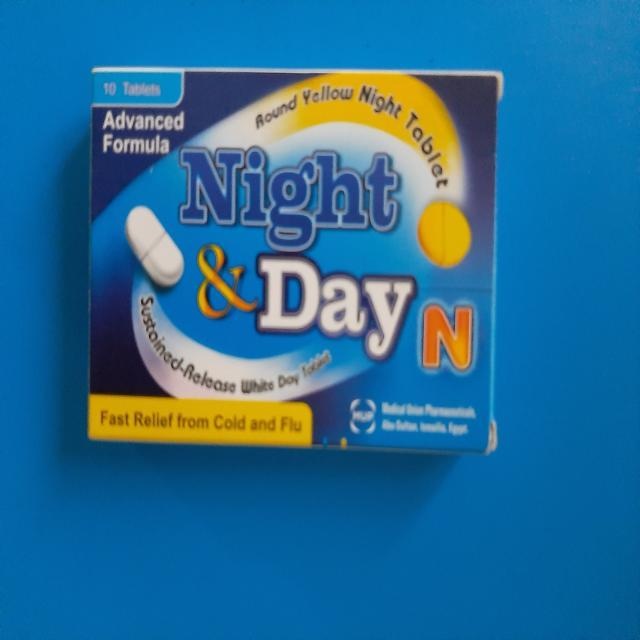 10 Tablets
Advanced
Formula
Round Yellow Night Tablet
Night
& Day
N
Sustained-Release White Day Tablet
Fast Relief from Cold and Flu
MUP
Medical Union Pharmaceuticals,
Abu-Sultan, Ismailia, Egypt.